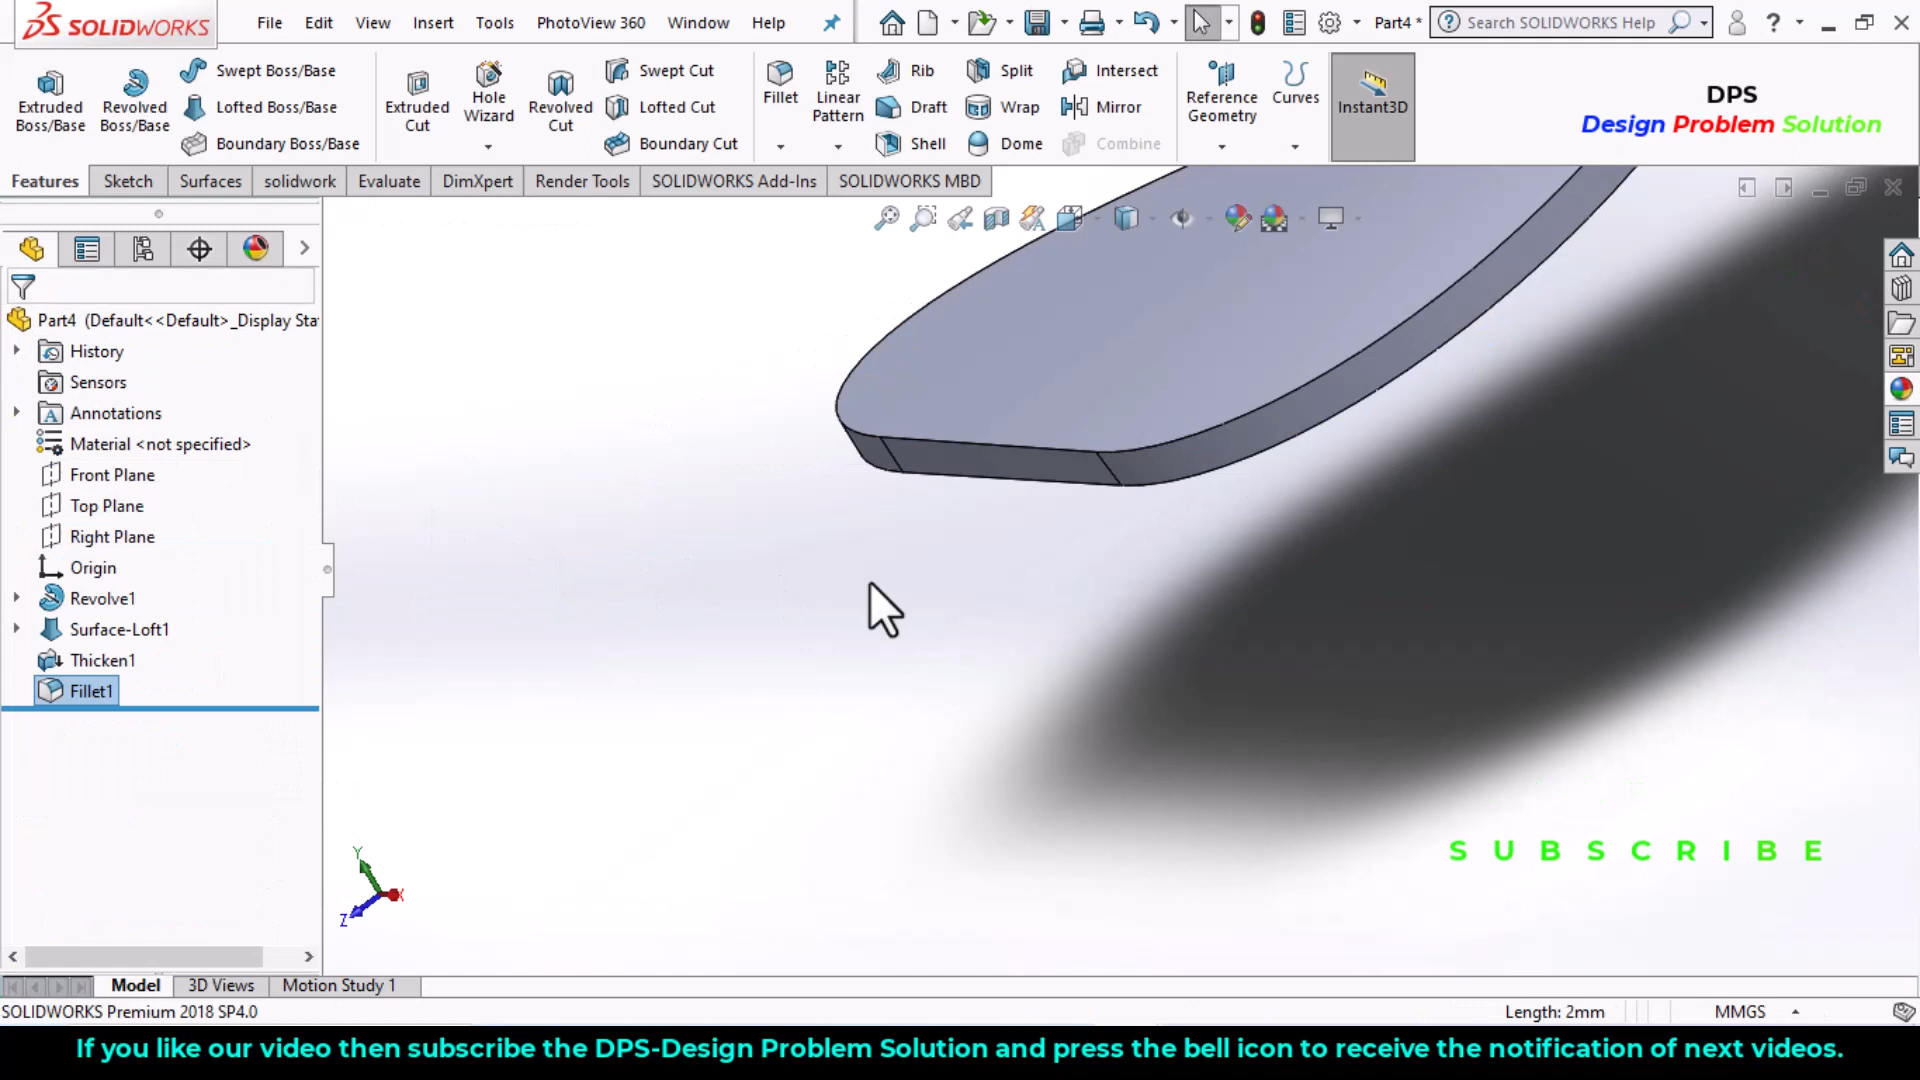 SOLIDWORKS File Edit View Insert Tools PhotoView 360 Window Help Part4 * Search SOLIDWORKS Help ?
Extruded Boss/Base
Revolved Boss/Base
Swept Boss/Base
Lofted Boss/Base
Boundary Boss/Base
Extruded Cut
Hole Wizard
Revolved Cut
Swept Cut
Lofted Cut
Boundary Cut
Fillet
Linear Pattern
Rib
Draft
Shell
Split
Wrap
Dome
Intersect
Mirror
Combine
Reference Geometry
Curves
Instant3D
DPS
Design Problem Solution
Features Sketch Surfaces solidwork Evaluate DimXpert Render Tools SOLIDWORKS Add-Ins SOLIDWORKS MBD
Part4 (Default<<Default>_Display Sta
History
Sensors
Annotations
Material <not specified>
Front Plane
Top Plane
Right Plane
Origin
Revolve1
Surface-Loft1
Thicken1
Fillet1
Y
X
Z
SUBSCRIBE
Model 3D Views Motion Study 1
SOLIDWORKS Premium 2018 SP4.0 Length: 2mm MMGS
If you like our video then subscribe the DPS-Design Problem Solution and press the bell icon to receive the notification of next videos.